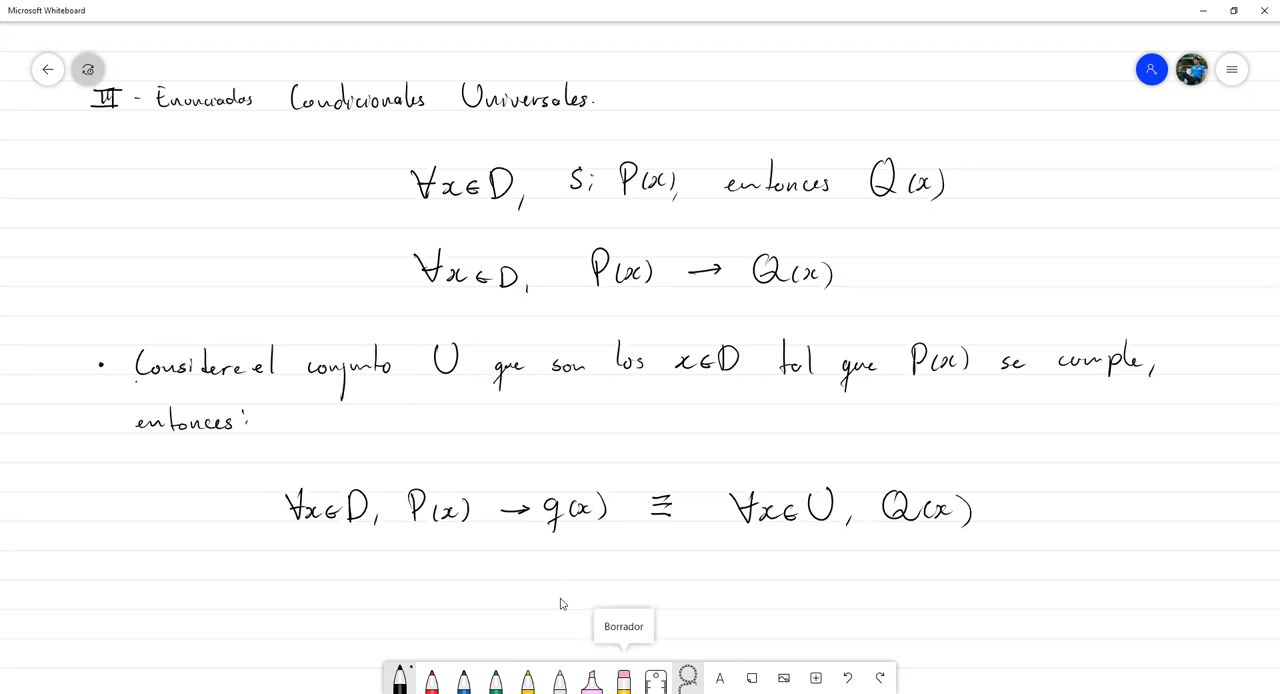 Microsoft Whiteboard
III - Enunciados Condicionales Universales.
∀x∈D, Si P(x), entonces Q(x)
∀x∈D, P(x) → Q(x)
• Considere el conjunto U que son los x∈D tal que P(x) se cumple,
entonces:
∀x∈D, P(x) → q(x) ≡ ∀x∈U, Q(x)
Borrador
A